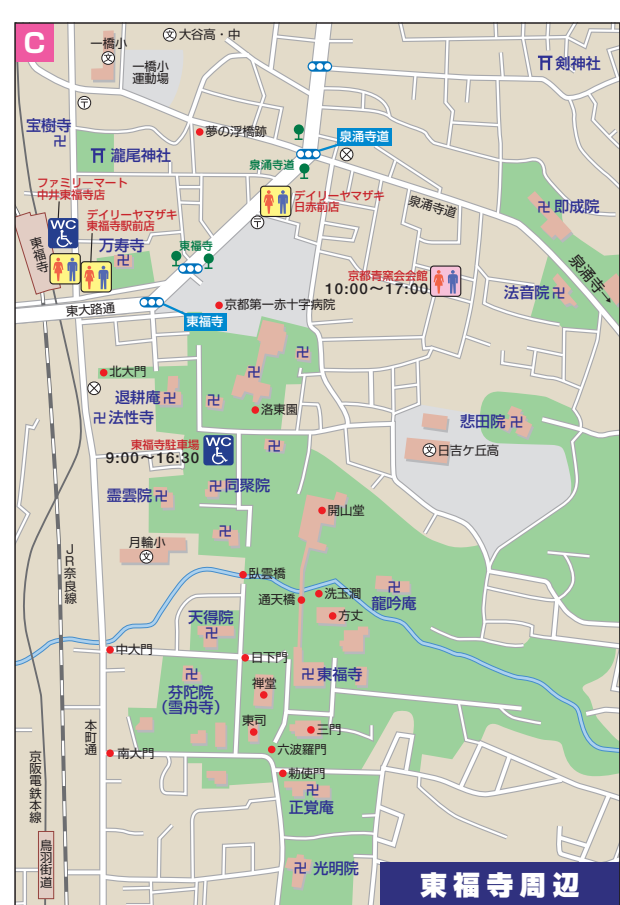 C
大谷高・中
一橋小
一橋小
運動場
剣神社
宝樹寺
夢の浮橋跡
泉涌寺道
瀧尾神社
泉涌寺道
ファミリーマート
中井東福寺店
デイリーヤマザキ
日赤前店
泉涌寺道
即成院
WC
デイリーヤマザキ
東福寺駅前店
東福寺
万寿寺
東福寺
泉涌寺
京都青窯会会館
10:00～17:00
法音院
東大路通
京都第一赤十字病院
東福寺
北大門
退耕庵
法性寺
洛東園
悲田院
東福寺駐車場
9:00～16:30
WC
日吉ケ丘高
同聚院
霊雲院
開山堂
月輪小
JR奈良線
臥雲橋
通天橋
洗玉澗
龍吟庵
方丈
天得院
中大門
日下門
芬陀院
(雪舟寺)
禅堂
東福寺
本町通
東司
三門
南大門
六波羅門
京阪電鉄本線
勅使門
正覚庵
鳥羽街道
光明院
東福寺周辺